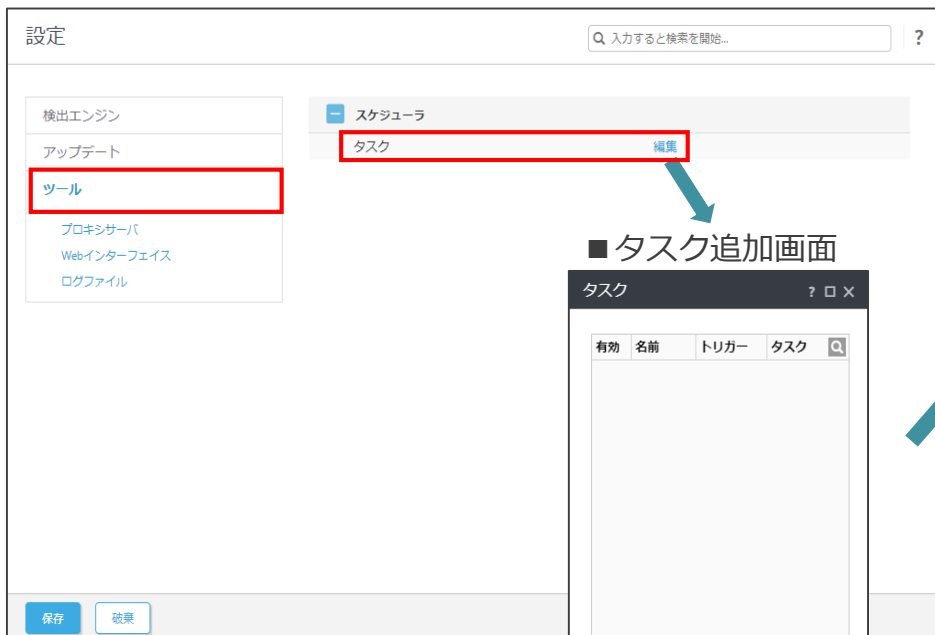 設定
入力すると検索を開始...
?
検出エンジン
アップデート
ツール
プロキシサーバ
Webインターフェイス
ログファイル
スケジューラ
タスク 編集
■タスク追加画面
タスク ?
有効 名前 トリガー タスク
保存 破棄